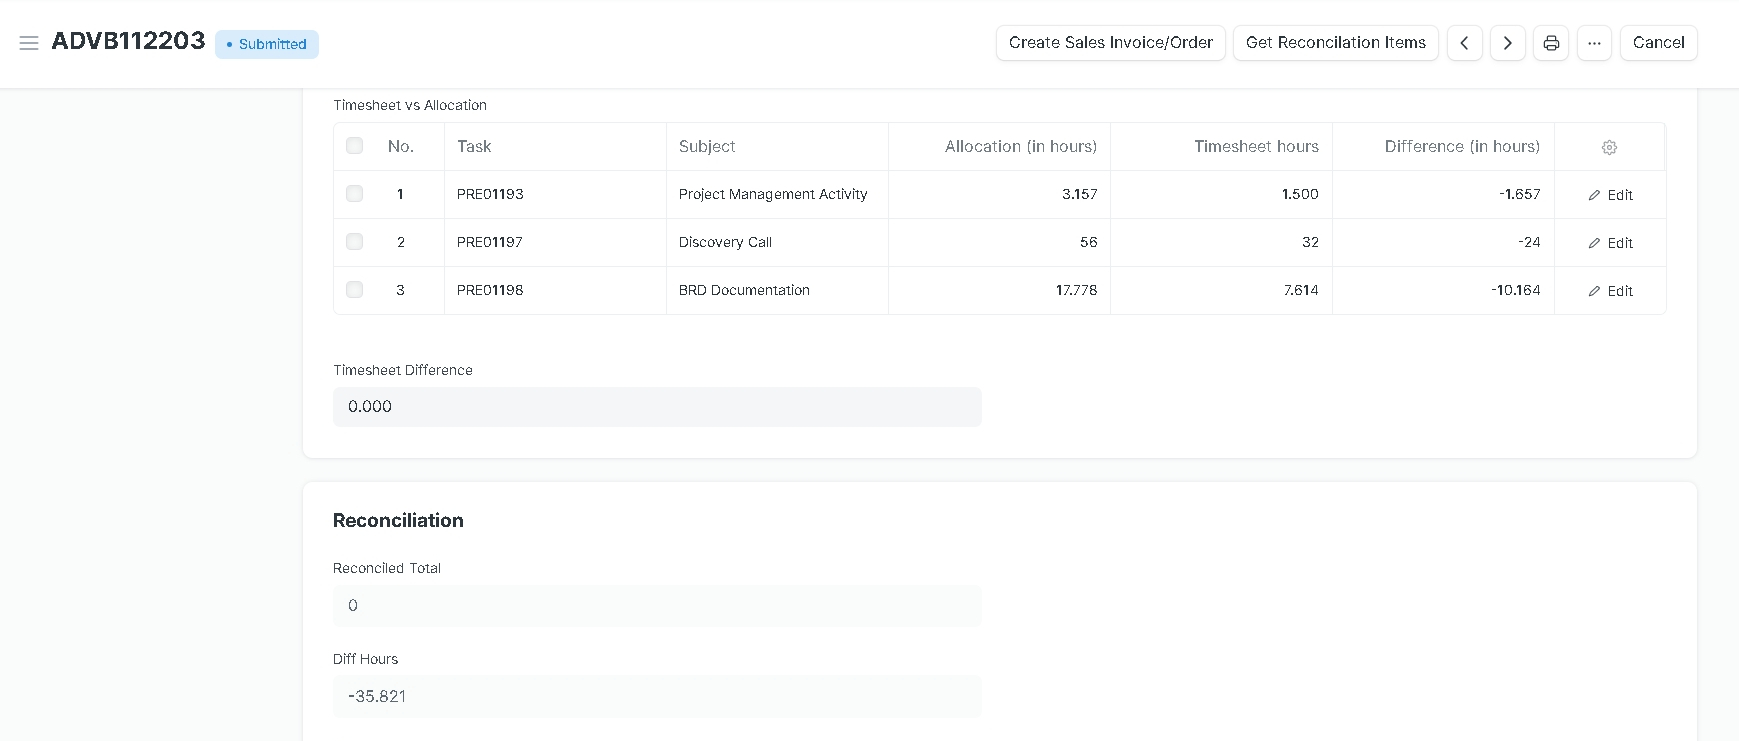 ADVB112203 • Submitted Create Sales Invoice/Order Get Reconcilation Items ... Cancel
Timesheet vs Allocation
No. Task Subject Allocation (in hours) Timesheet hours Difference (in hours)
1 PRE01193 Project Management Activity 3.157 1.500 -1.657 Edit
2 PRE01197 Discovery Call 56 32 -24 Edit
3 PRE01198 BRD Documentation 17.778 7.614 -10.164 Edit
Timesheet Difference
0.000
Reconciliation
Reconciled Total
0
Diff Hours
-35.821